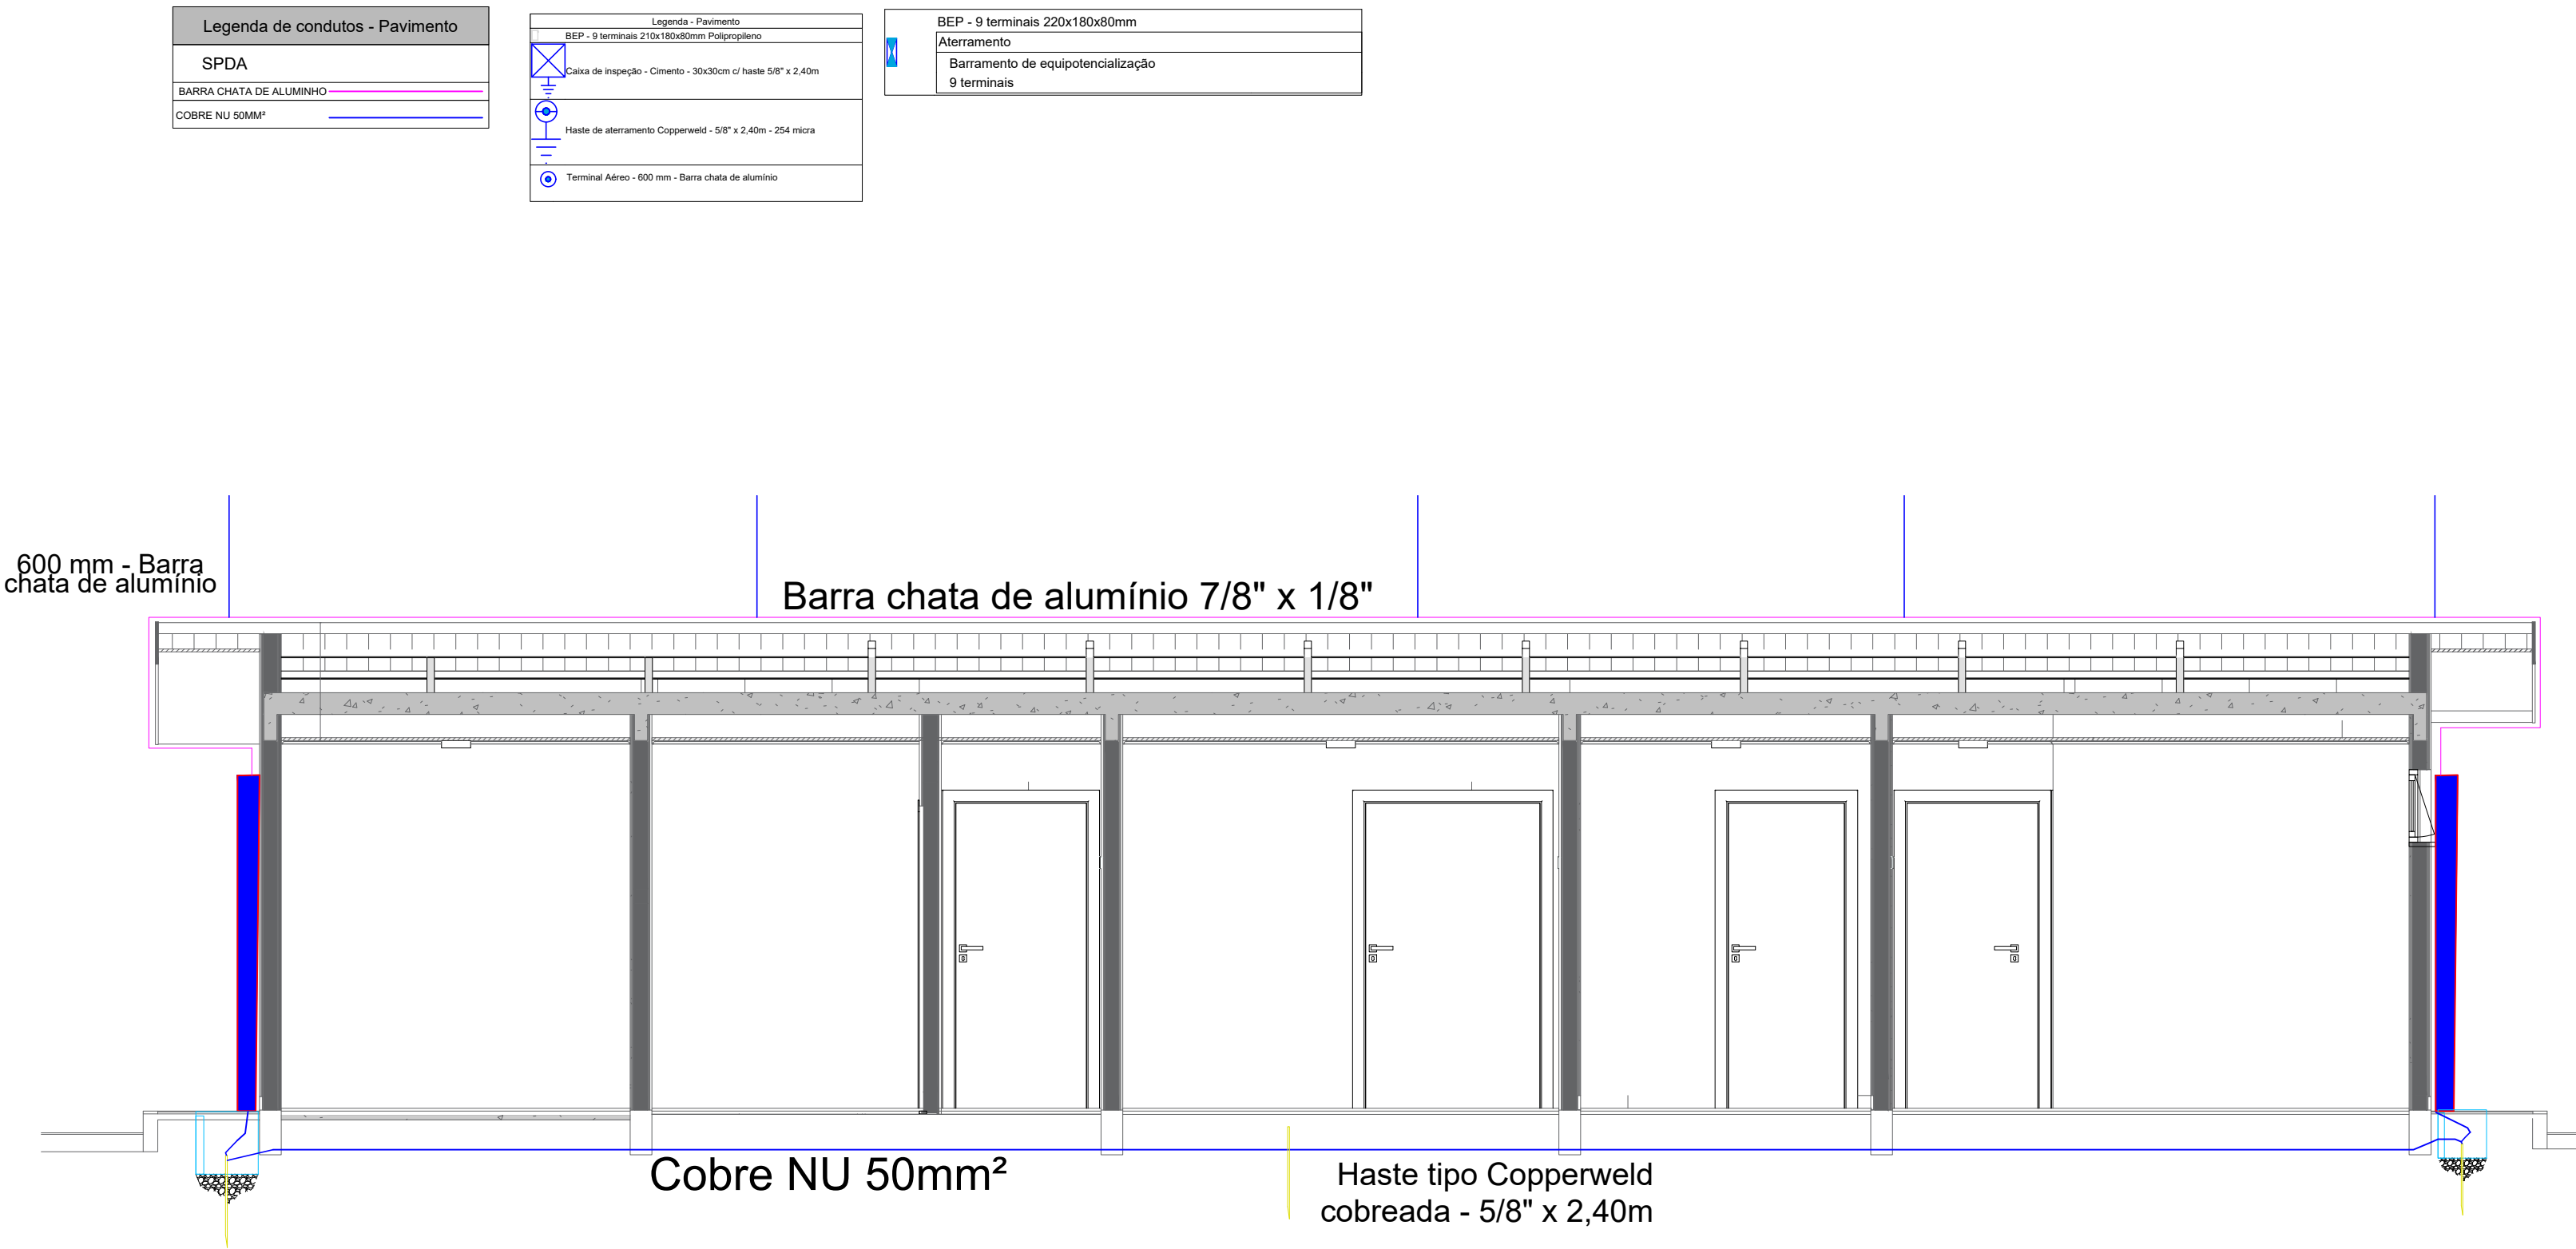 Legenda de condutos - Pavimento
SPDA
BARRA CHATA DE ALUMINHO
COBRE NU 50MM²
Legenda - Pavimento
BEP - 9 terminais 210x180x80mm Polipropileno
Caixa de inspeção - Cimento - 30x30cm c/ haste 5/8" x 2,40m
Haste de aterramento Copperweld - 5/8" x 2,40m - 254 micra
Terminal Aéreo - 600 mm - Barra chata de alumínio
BEP - 9 terminais 220x180x80mm
Aterramento
Barramento de equipotencialização
9 terminais
600 mm - Barra
chata de alumínio
Barra chata de alumínio 7/8" x 1/8"
Cobre NU 50mm²
Haste tipo Copperweld
cobreada - 5/8" x 2,40m